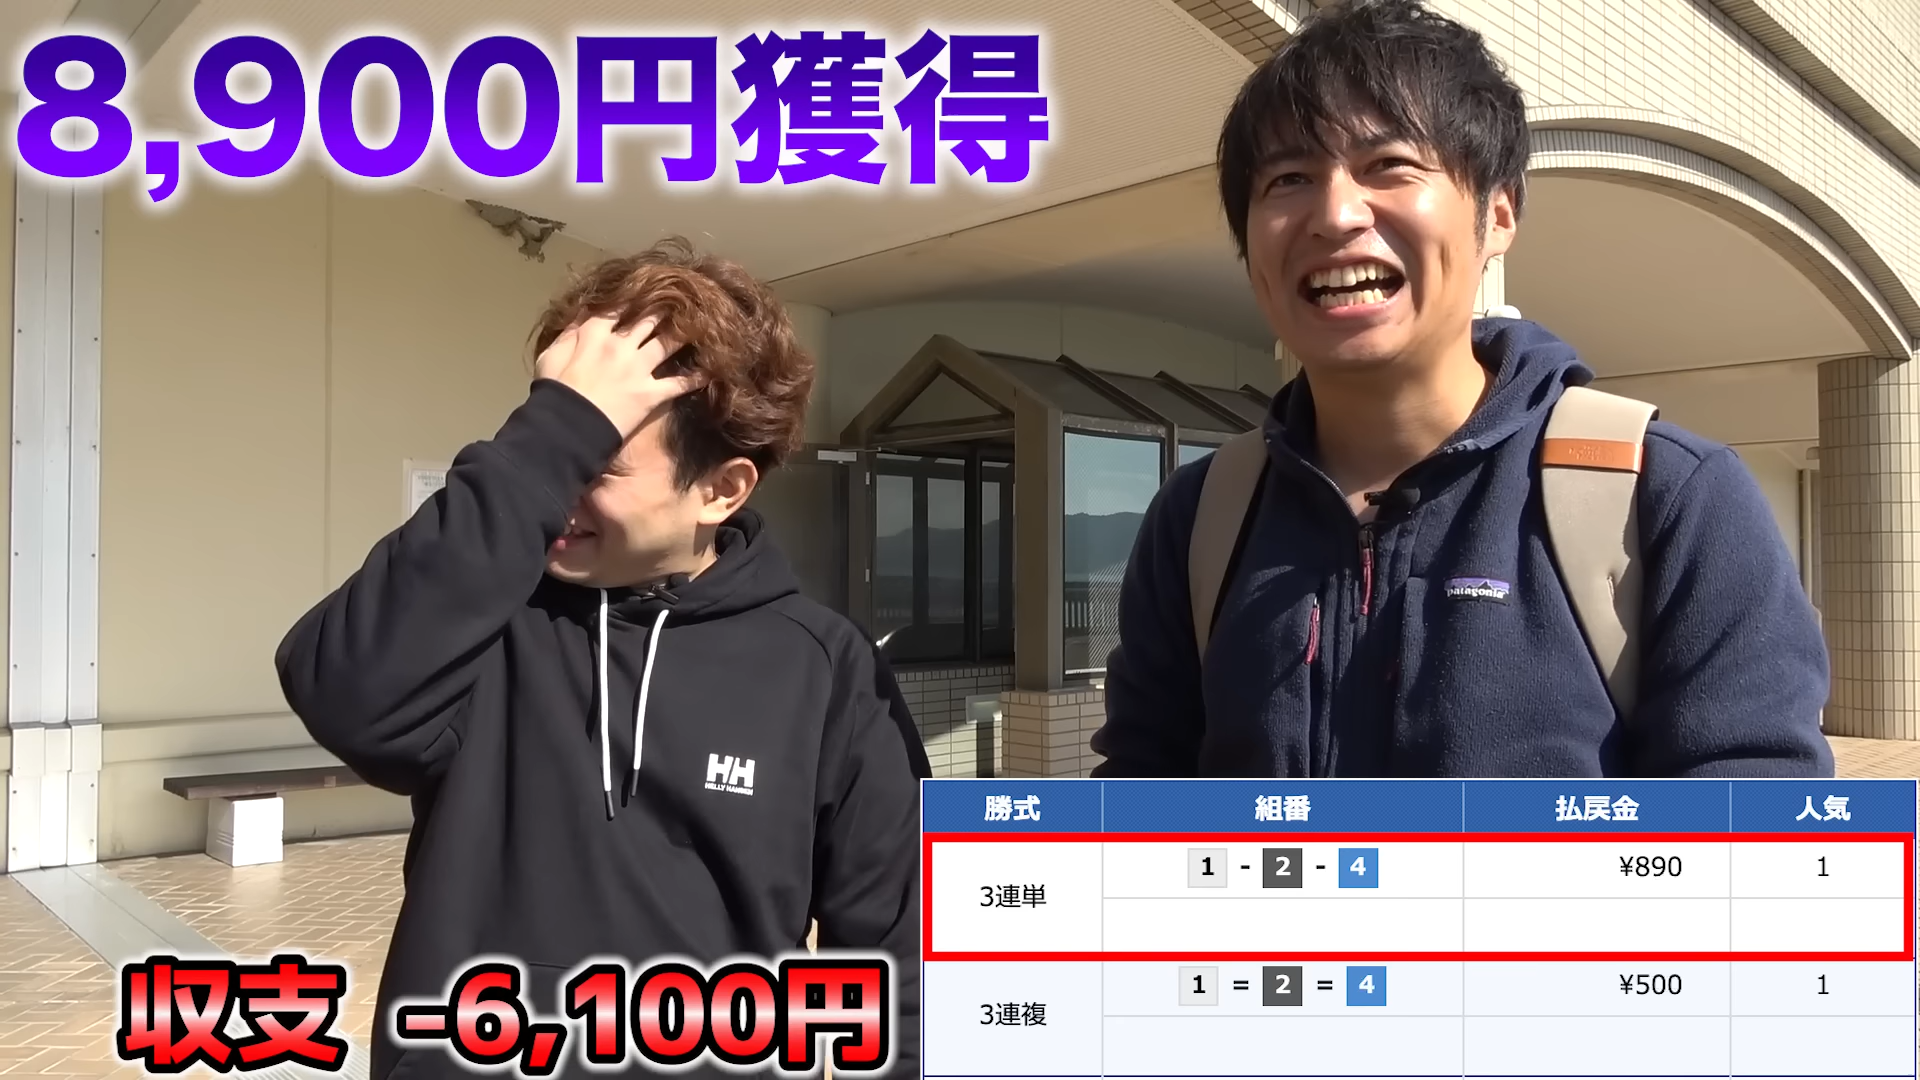 8,900円獲得
patagonia
HH
HELLY HANSEN
勝式 組番 払戻金 人気
3連単 1 - 2 - 4 ¥890 1
3連複 1 = 2 = 4 ¥500 1
収支 -6,100円